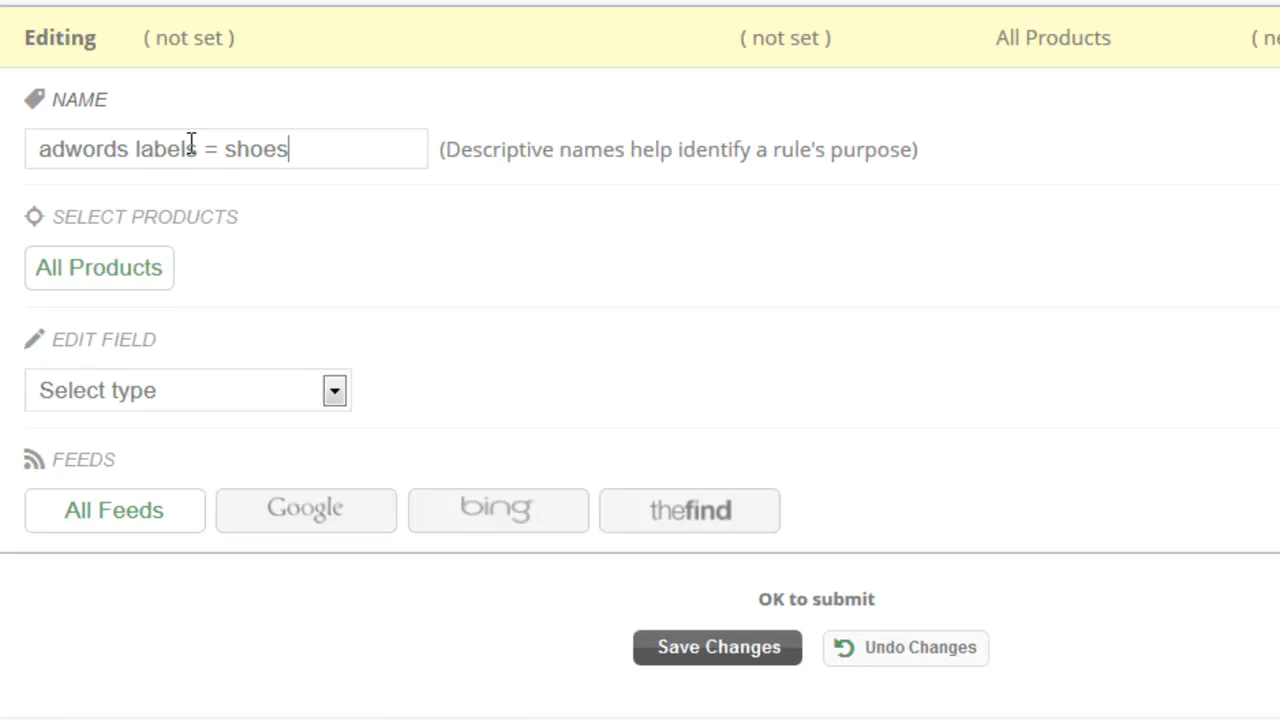 Editing ( not set ) ( not set ) All Products
NAME
adwords labels = shoes (Descriptive names help identify a rule's purpose)
SELECT PRODUCTS
All Products
EDIT FIELD
Select type
FEEDS
All Feeds Google bing thefind
OK to submit
Save Changes Undo Changes